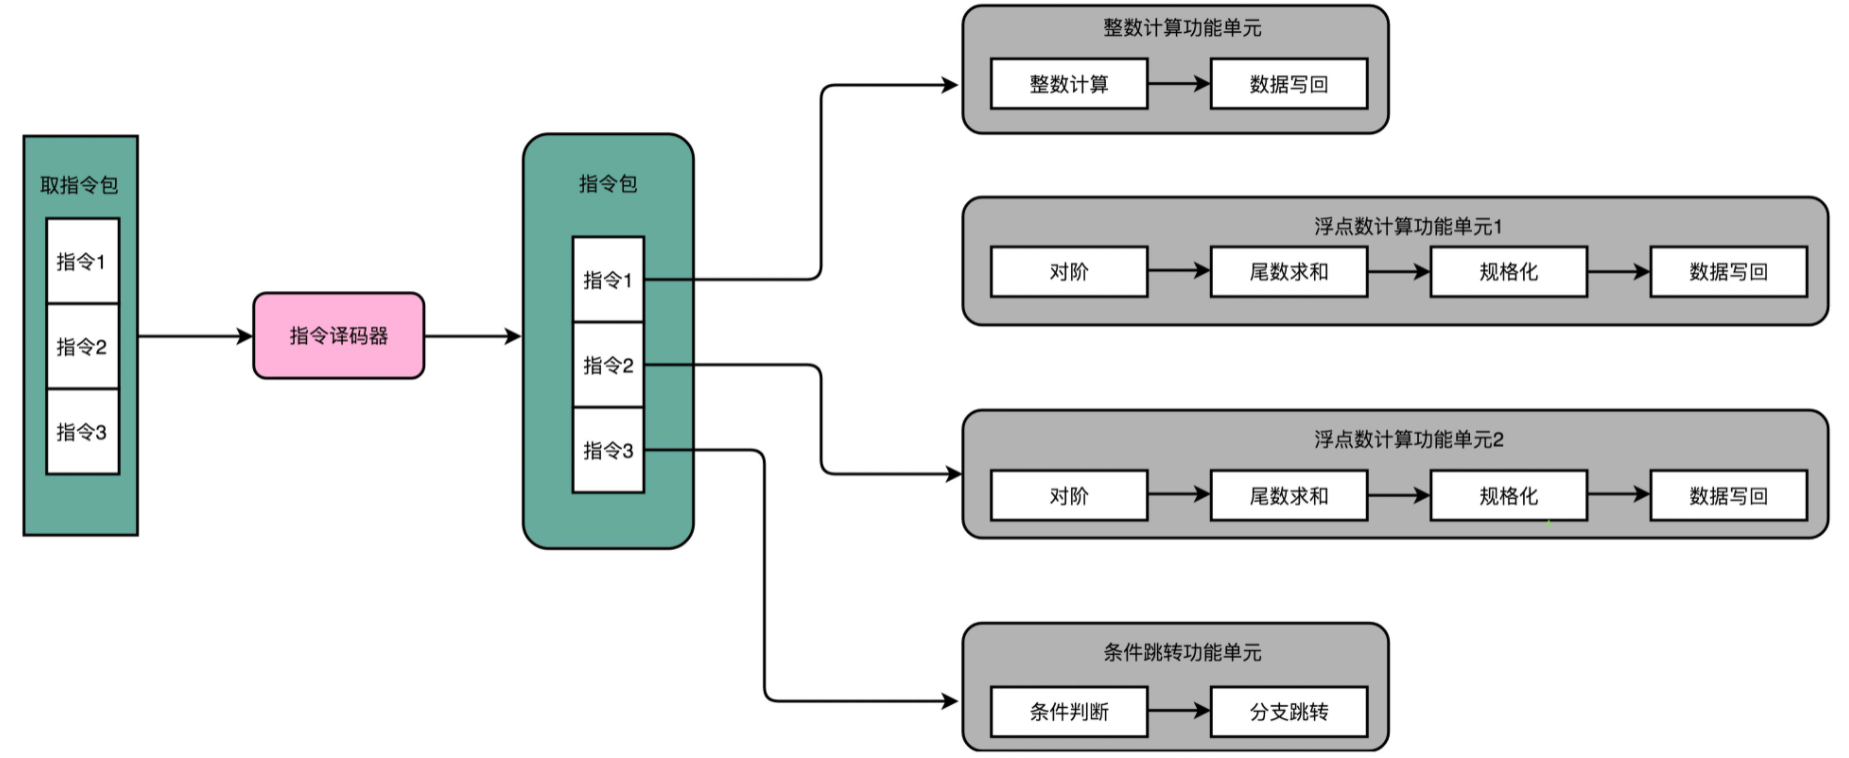 取指令包
指令1
指令2
指令3
指令译码器
指令包
指令1
指令2
指令3
整数计算功能单元
整数计算
数据写回
浮点数计算功能单元1
对阶
尾数求和
规格化
数据写回
浮点数计算功能单元2
对阶
尾数求和
规格化
数据写回
条件跳转功能单元
条件判断
分支跳转